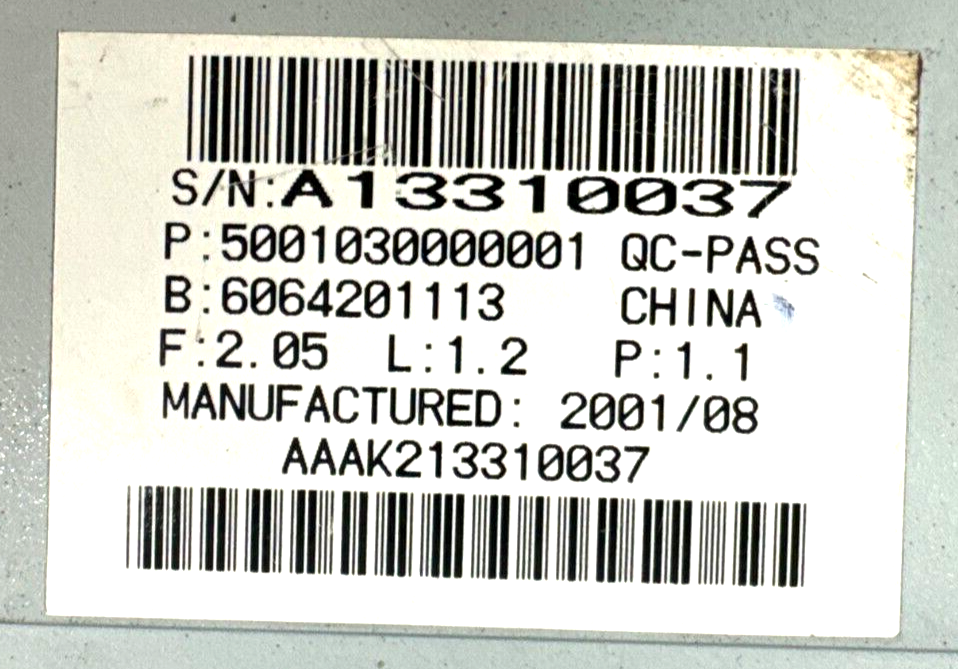 S/N:A13310037
P:5001030000001 QC-PASS
B:6064201113 CHINA
F:2.05 L:1.2 P:1.1
MANUFACTURED: 2001/08
AAAK213310037